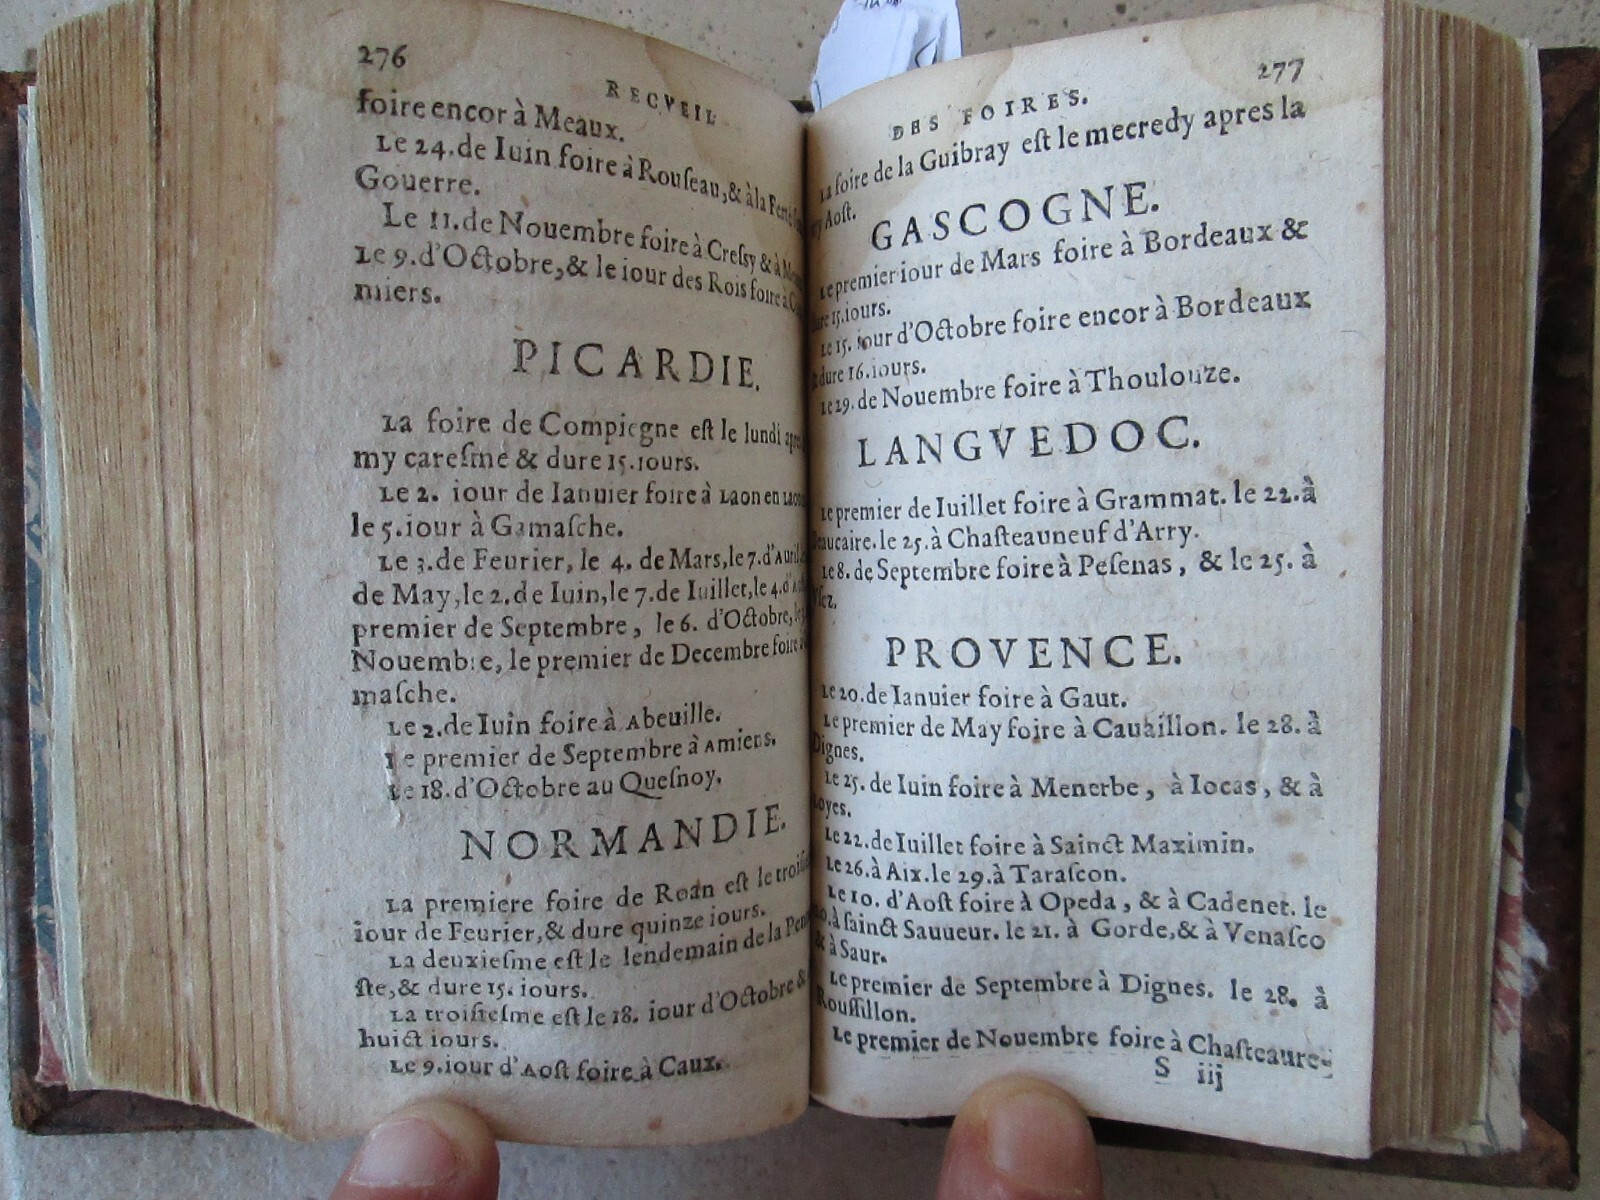 276
RECVEIL
foire encor à Meaux.
Le 24. de Iuin foire à Rouſeau, & à la
Gouerre.
Le 11. de Nouembre foire à Creſsy & à
Le 9. d'Octobre, & le iour des Rois foire à
miers.
PICARDIE.
La foire de Compiegne eſt le lundi
my careſme & dure 15. iours.
Le 2. iour de Ianuier foire à Laon en
le 5. iour à Gamaſche.
Le 3. de Feurier, le 4. de Mars, le 7. d'Auril
de May, le 2. de Iuin, le 7. de Iuillet, le 4.
premier de Septembre, le 6. d'Octobre,
Nouembre, le premier de Decembre foire
maſche.
Le 2. de Iuin foire à Abeuille.
Le premier de Septembre à Amiens.
Le 18. d'Octobre au Queſnoy.
NORMANDIE.
La premiere foire de Roan eſt le
iour de Feurier, & dure quinze iours.
La deuxieſme eſt le lendemain de la
ſte, & dure 15. iours.
La troiſieſme eſt le 18. iour d'Octobre &
huict iours.
Le 9. iour d'Aoſt foire à Caux.
277
DES FOIRES.
La foire de la Guibray eſt le mecredy apres la
Aoſt.
GASCOGNE.
Le premier iour de Mars foire à Bordeaux &
dure 15. iours.
Le 15. iour d'Octobre foire encor à Bordeaux
& dure 16. iours.
Le 29. de Nouembre foire à Thoulouze.
LANGVEDOC.
Le premier de Iuillet foire à Grammat. le 22. à
Beaucaire. le 25. à Chaſteauneuf d'Arry.
Le 8. de Septembre foire à Peſenas, & le 25. à
PROVENCE.
Le 20. de Ianuier foire à Gaut.
Le premier de May foire à Cauaillon. le 28. à
Dignes.
Le 25. de Iuin foire à Menerbe, à Iocas, & à
Le 22. de Iuillet foire à Sainct Maximin.
Le 26. à Aix. le 29. à Taraſcon.
Le 10. d'Aoſt foire à Opeda, & à Cadenet. le
à ſainct Sauueur. le 21. à Gorde, & à Venaſco
& à Saur.
Le premier de Septembre à Dignes. le 28. à
Rouſſillon.
Le premier de Nouembre foire à Chaſteaure-
S iij